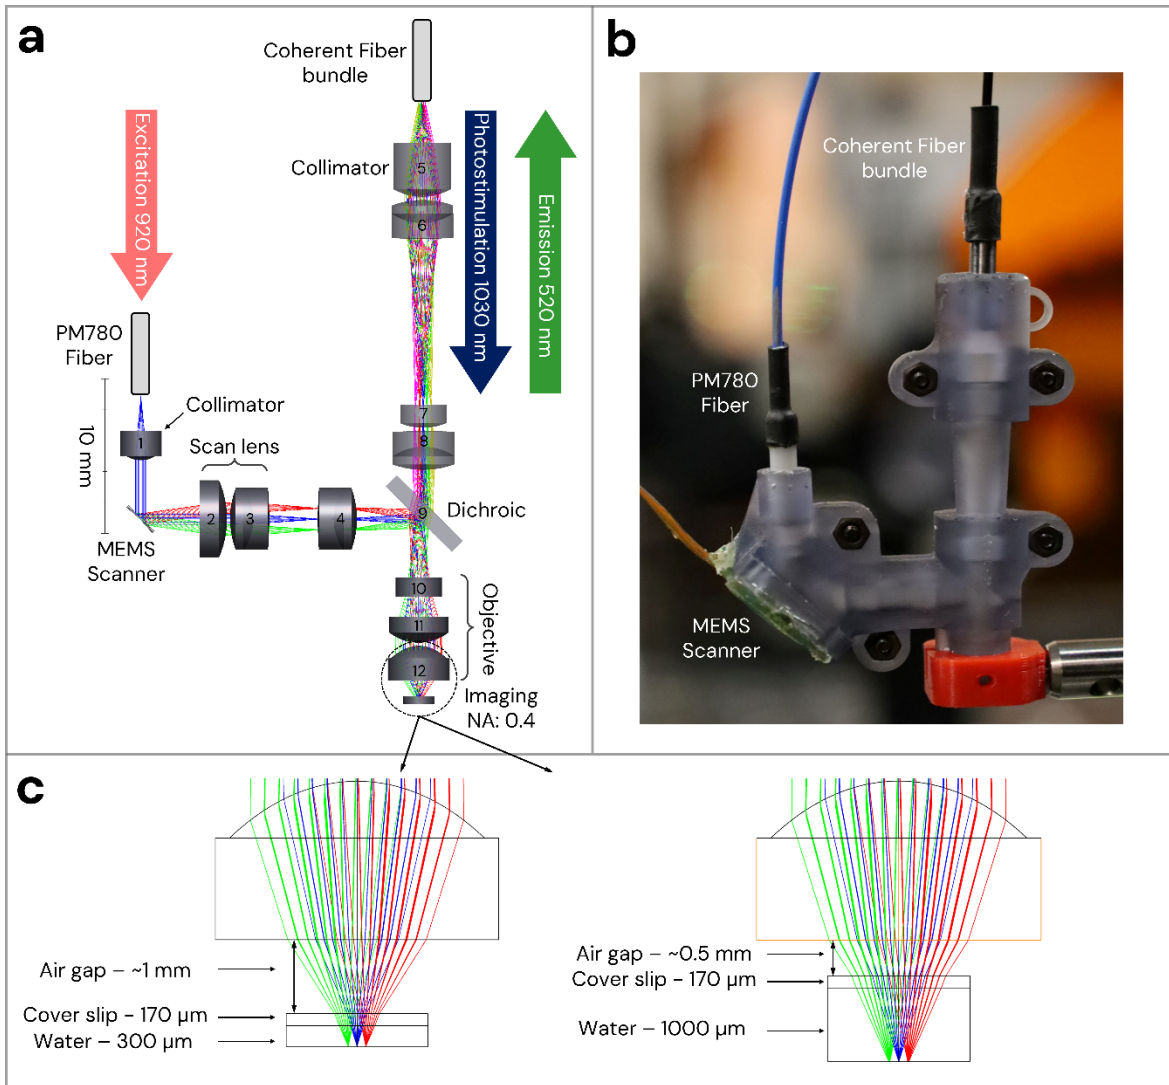 a
Coherent Fiber
bundle
Excitation 920 nm
Photostimulation 1030 nm
Emission 520 nm
Collimator
5
6
PM780
Fiber
Collimator
1
10 mm
Scan lens
7
8
2
3
4
9
Dichroic
MEMS
Scanner
10
11
12
Objective
Imaging
NA: 0.4
b
Coherent Fiber
bundle
PM780
Fiber
MEMS
Scanner
c
Air gap – ~1 mm
Cover slip - 170 µm
Water – 300 µm
Air gap – ~0.5 mm
Cover slip - 170 µm
Water – 1000 µm